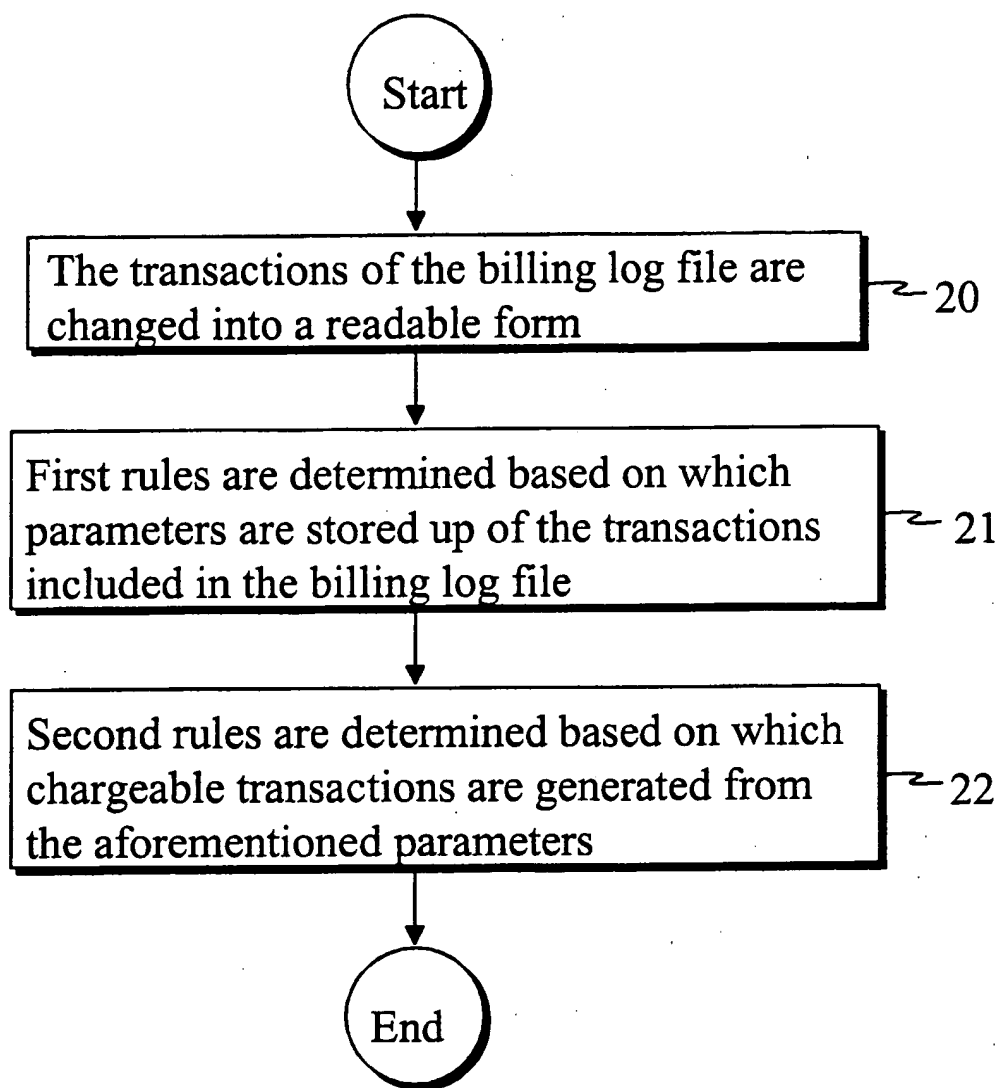 Start
The transactions of the billing log file are
changed into a readable form
20
First rules are determined based on which
parameters are stored up of the transactions
included in the billing log file
21
Second rules are determined based on which
chargeable transactions are generated from
the aforementioned parameters
22
End